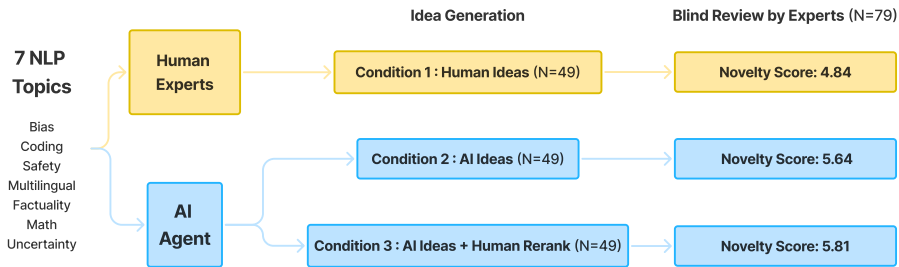 Idea Generation
Blind Review by Experts (N=79)
7 NLP
Topics
Bias
Coding
Safety
Multilingual
Factuality
Math
Uncertainty
Human
Experts
Condition 1 : Human Ideas (N=49)
Novelty Score: 4.84
AI
Agent
Condition 2 : AI Ideas (N=49)
Novelty Score: 5.64
Condition 3 : AI Ideas + Human Rerank (N=49)
Novelty Score: 5.81